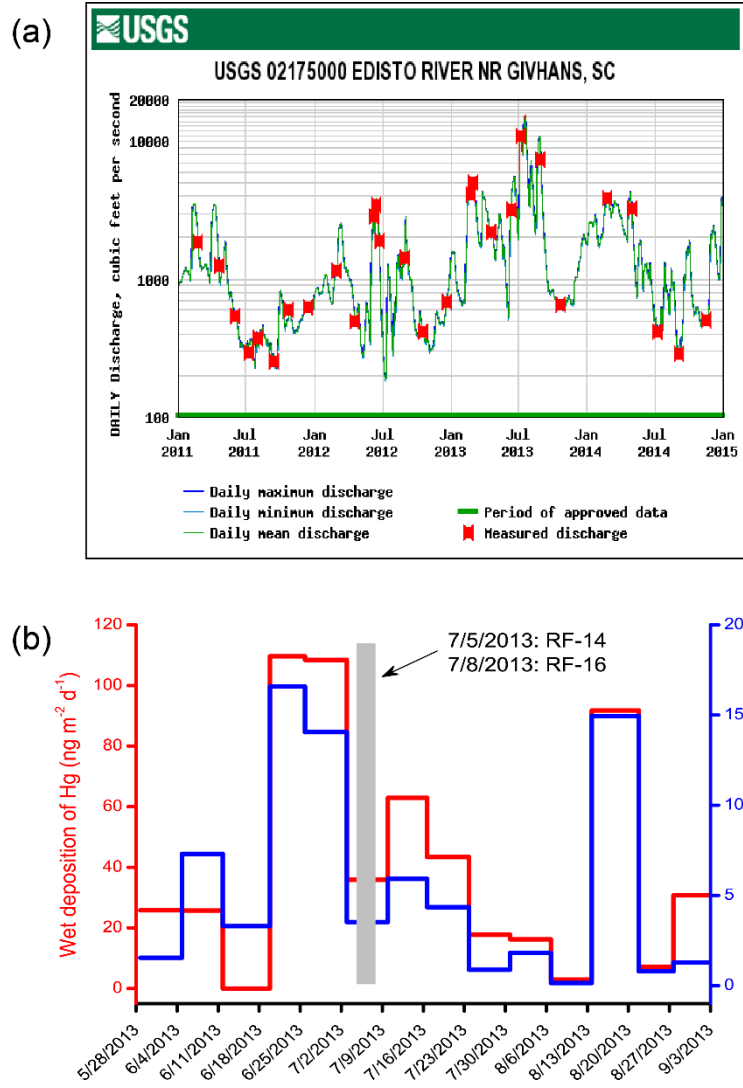 (a)
USGS
USGS 02175000 EDISTO RIVER NR GIVHANS, SC
DAILY Discharge, cubic feet per second
20000
10000
1000
100
Jan Jul Jan Jul Jan Jul Jan Jul Jan
2011 2011 2012 2012 2013 2013 2014 2014 2015
Daily maximum discharge
Daily minimum discharge Period of approved data
Daily mean discharge Measured discharge
(b)
Wet deposition of Hg (ng m⁻² d⁻¹)
120
100
80
60
40
20
0
7/5/2013: RF-14
7/8/2013: RF-16
20
15
10
5
0
5/28/2013 6/4/2013 6/11/2013 6/18/2013 6/25/2013 7/2/2013 7/9/2013 7/16/2013 7/23/2013 7/30/2013 8/6/2013 8/13/2013 8/20/2013 8/27/2013 9/3/2013